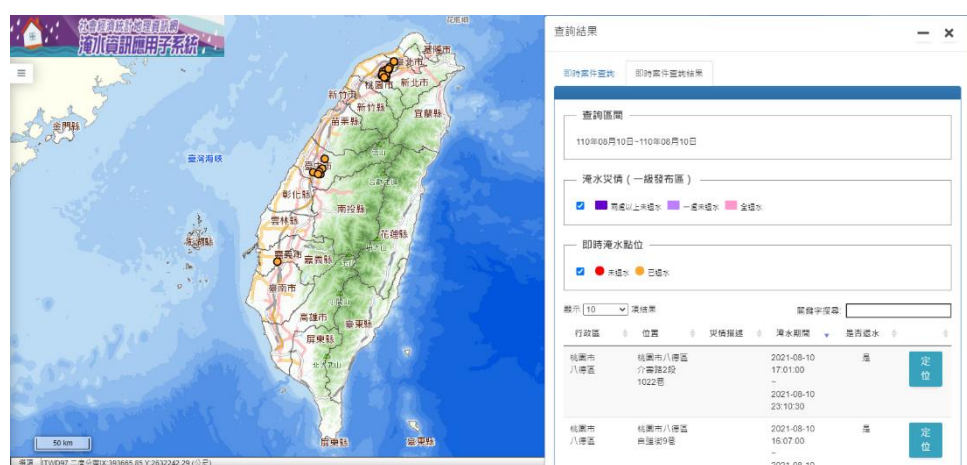 社會經濟統計地理資訊網
淹水資訊應用子系統
金門縣
臺灣海峽
澎湖縣
基隆市
臺北市
桃園市
新北市
新竹市
新竹縣
宜蘭縣
苗栗縣
臺中市
彰化縣
南投縣
雲林縣
花蓮縣
嘉義市
嘉義縣
臺南市
高雄市
臺東縣
屏東縣
屏東縣
臺東縣
50 km
查詢結果
即時案件查詢
即時案件查詢結果
查詢區間
110年08月10日~110年08月10日
淹水災情 ( 一級發布區 )
兩處以上未退水 一處未退水 全退水
即時淹水點位
未退水 已退水
顯示 10 項結果
關鍵字搜尋:
行政區 位置 災情描述 淹水期間 是否退水
桃園市
八德區
桃園市八德區
介壽路2段
1022巷
2021-08-10
17:01:00
~
2021-08-10
23:10:30
是
定位
桃園市
八德區
桃園市八德區
自強街9巷
2021-08-10
16:07:00
~
2021-08-10
是
定位